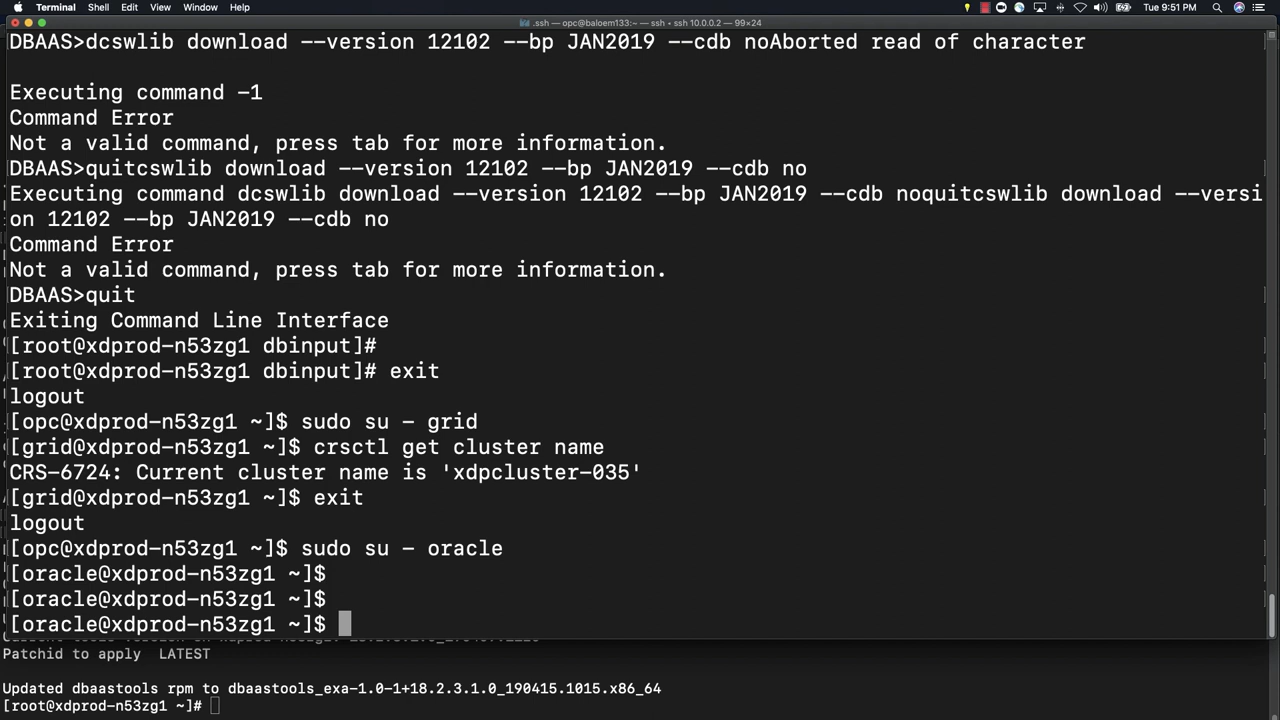 Terminal Shell Edit View Window Help Tue 9:51 PM
.ssh — opc@baloem133:~ — ssh • ssh 10.0.0.2 — 99×24
DBAAS>dcswlib download --version 12102 --bp JAN2019 --cdb noAborted read of character
Executing command -1
Command Error
Not a valid command, press tab for more information.
DBAAS>quitcswlib download --version 12102 --bp JAN2019 --cdb no
Executing command dcswlib download --version 12102 --bp JAN2019 --cdb noquitcswlib download --versi
on 12102 --bp JAN2019 --cdb no
Command Error
Not a valid command, press tab for more information.
DBAAS>quit
Exiting Command Line Interface
[root@xdprod-n53zg1 dbinput]#
[root@xdprod-n53zg1 dbinput]# exit
logout
[opc@xdprod-n53zg1 ~]$ sudo su - grid
[grid@xdprod-n53zg1 ~]$ crsctl get cluster name
CRS-6724: Current cluster name is 'xdpcluster-035'
[grid@xdprod-n53zg1 ~]$ exit
logout
[opc@xdprod-n53zg1 ~]$ sudo su - oracle
[oracle@xdprod-n53zg1 ~]$
[oracle@xdprod-n53zg1 ~]$
[oracle@xdprod-n53zg1 ~]$
Patchid to apply LATEST
Updated dbaastools rpm to dbaastools_exa-1.0-1+18.2.3.1.0_190415.1015.x86_64
[root@xdprod-n53zg1 ~]#